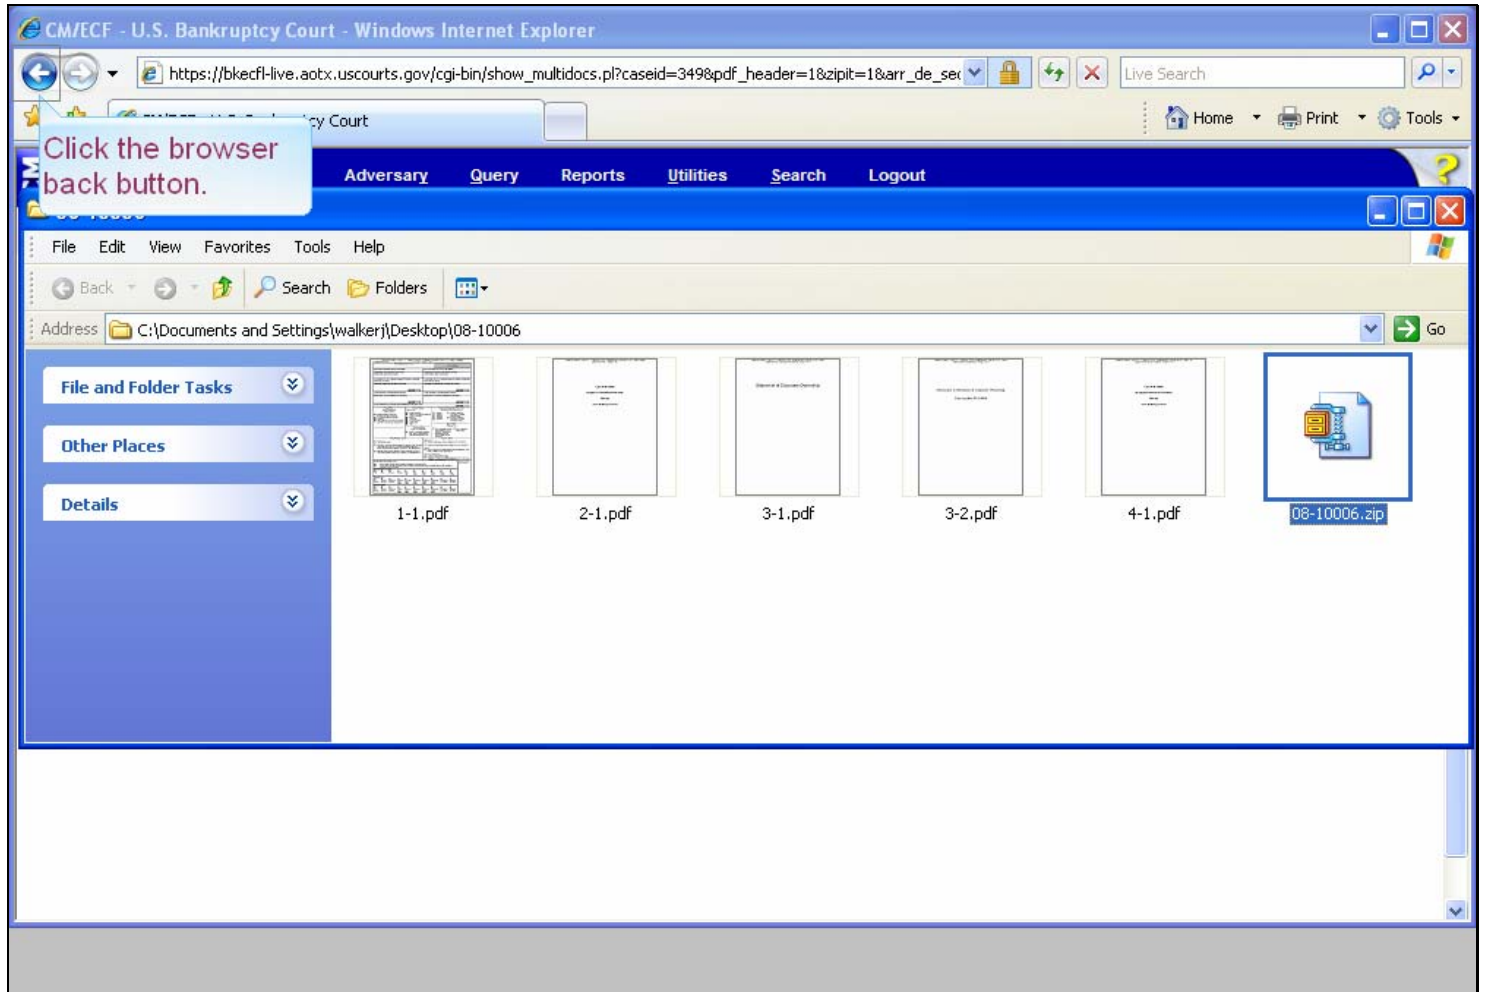 CM/ECF - U.S. Bankruptcy Court - Windows Internet Explorer
https://bkecfl-live.aotx.uscourts.gov/cgi-bin/show_multidocs.pl?caseid=349&pdf_header=1&zipit=1&arr_de_sec
Live Search
Court
Home
Print
Tools
Click the browser
back button.
Adversary
Query
Reports
Utilities
Search
Logout
?
File
Edit
View
Favorites
Tools
Help
Back
Search
Folders
Address
C:\Documents and Settings\walkerj\Desktop\08-10006
Go
File and Folder Tasks
Other Places
Details
1-1.pdf
2-1.pdf
3-1.pdf
3-2.pdf
4-1.pdf
08-10006.zip